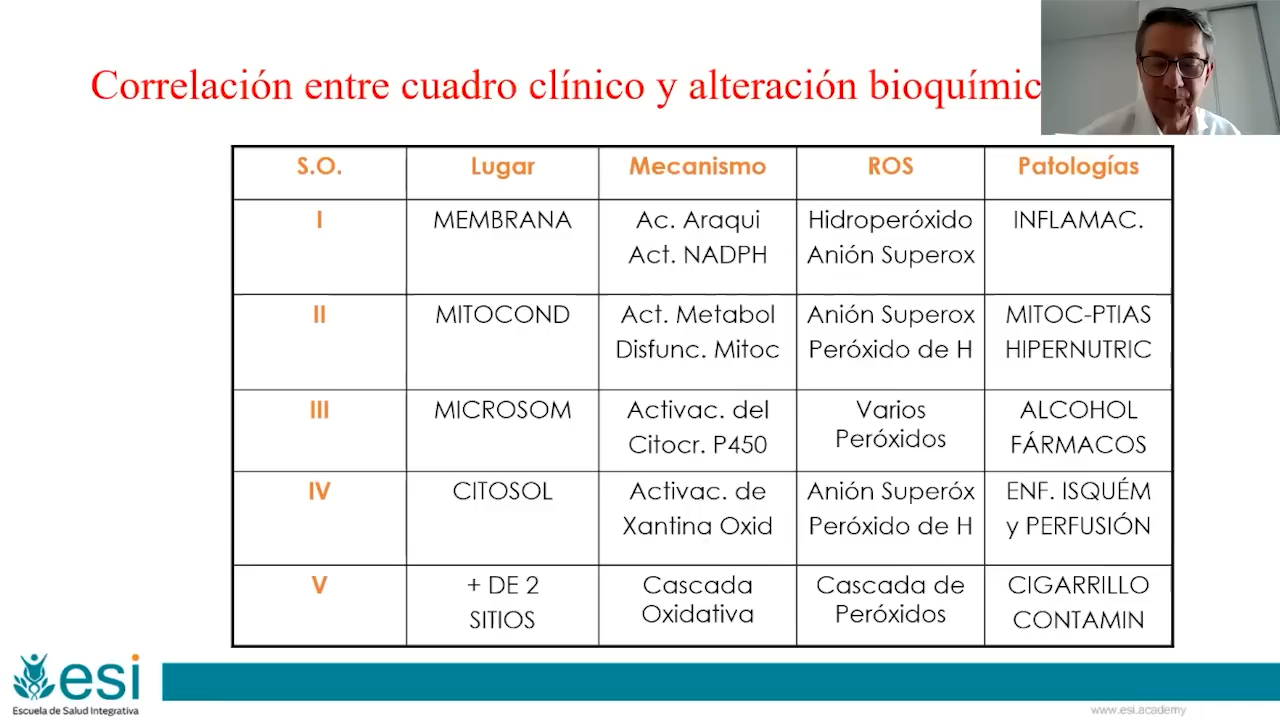 Correlación entre cuadro clínico y alteración bioquímic
S.O. Lugar Mecanismo ROS Patologías
I MEMBRANA Ac. Araqui Hidroperóxido INFLAMAC.
Act. NADPH Anión Superox
II MITOCOND Act. Metabol Anión Superox MITOC-PTIAS
Disfunc. Mitoc Peróxido de H HIPERNUTRIC
III MICROSOM Activac. del Varios ALCOHOL
Citocr. P450 Peróxidos FÁRMACOS
IV CITOSOL Activac. de Anión Superóx ENF. ISQUÉM
Xantina Oxid Peróxido de H y PERFUSIÓN
V + DE 2 Cascada Cascada de CIGARRILLO
SITIOS Oxidativa Peróxidos CONTAMIN
esi
Escuela de Salud Integrativa
www.esi.academy